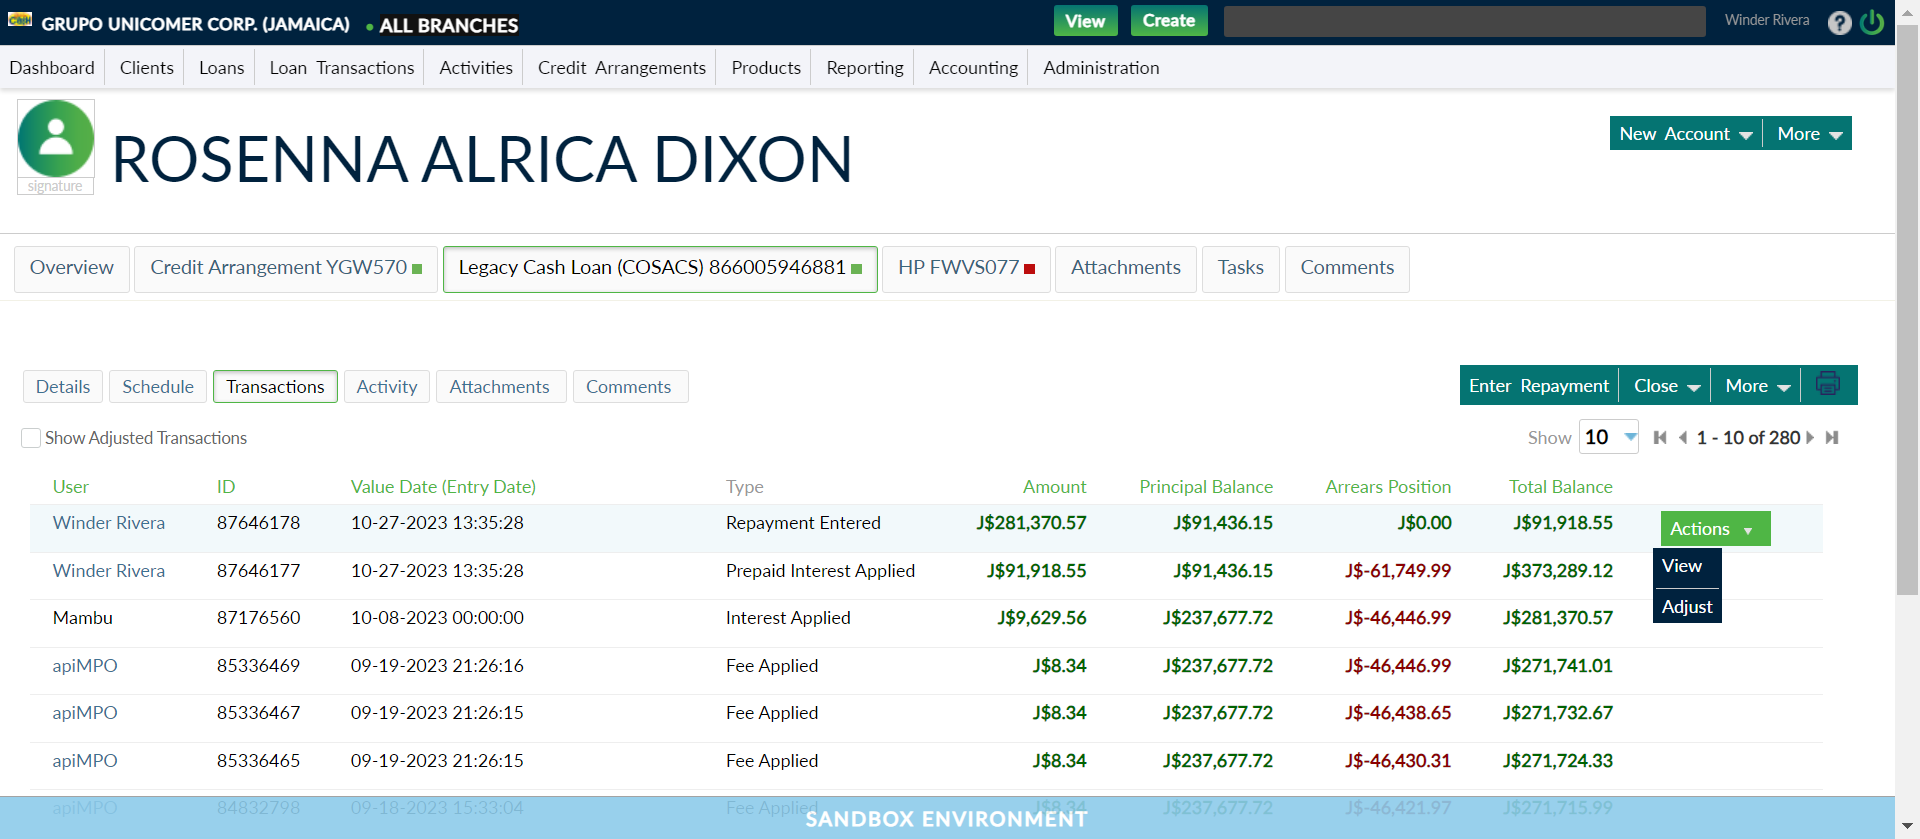 GRUPO UNICOMER CORP. (JAMAICA) • ALL BRANCHES View Create Winder Rivera ?
Dashboard Clients Loans Loan Transactions Activities Credit Arrangements Products Reporting Accounting Administration
ROSENNA ALRICA DIXON
New Account More
signature
Overview Credit Arrangement YGW570 Legacy Cash Loan (COSACS) 866005946881 HP FWVS077 Attachments Tasks Comments
Details Schedule Transactions Activity Attachments Comments
Enter Repayment Close More
Show Adjusted Transactions
Show 10 1 - 10 of 280
User ID Value Date (Entry Date) Type Amount Principal Balance Arrears Position Total Balance
Winder Rivera 87646178 10-27-2023 13:35:28 Repayment Entered J$281,370.57 J$91,436.15 J$0.00 J$91,918.55 Actions
View
Winder Rivera 87646177 10-27-2023 13:35:28 Prepaid Interest Applied J$91,918.55 J$91,436.15 J$-61,749.99 J$373,289.12
Adjust
Mambu 87176560 10-08-2023 00:00:00 Interest Applied J$9,629.56 J$237,677.72 J$-46,446.99 J$281,370.57
apiMPO 85336469 09-19-2023 21:26:16 Fee Applied J$8.34 J$237,677.72 J$-46,446.99 J$271,741.01
apiMPO 85336467 09-19-2023 21:26:15 Fee Applied J$8.34 J$237,677.72 J$-46,438.65 J$271,732.67
apiMPO 85336465 09-19-2023 21:26:15 Fee Applied J$8.34 J$237,677.72 J$-46,430.31 J$271,724.33
apiMPO 84832798 09-18-2023 15:33:04 Fee Applied J$8.34 J$237,677.72 J$-46,421.97 J$271,715.99
SANDBOX ENVIRONMENT